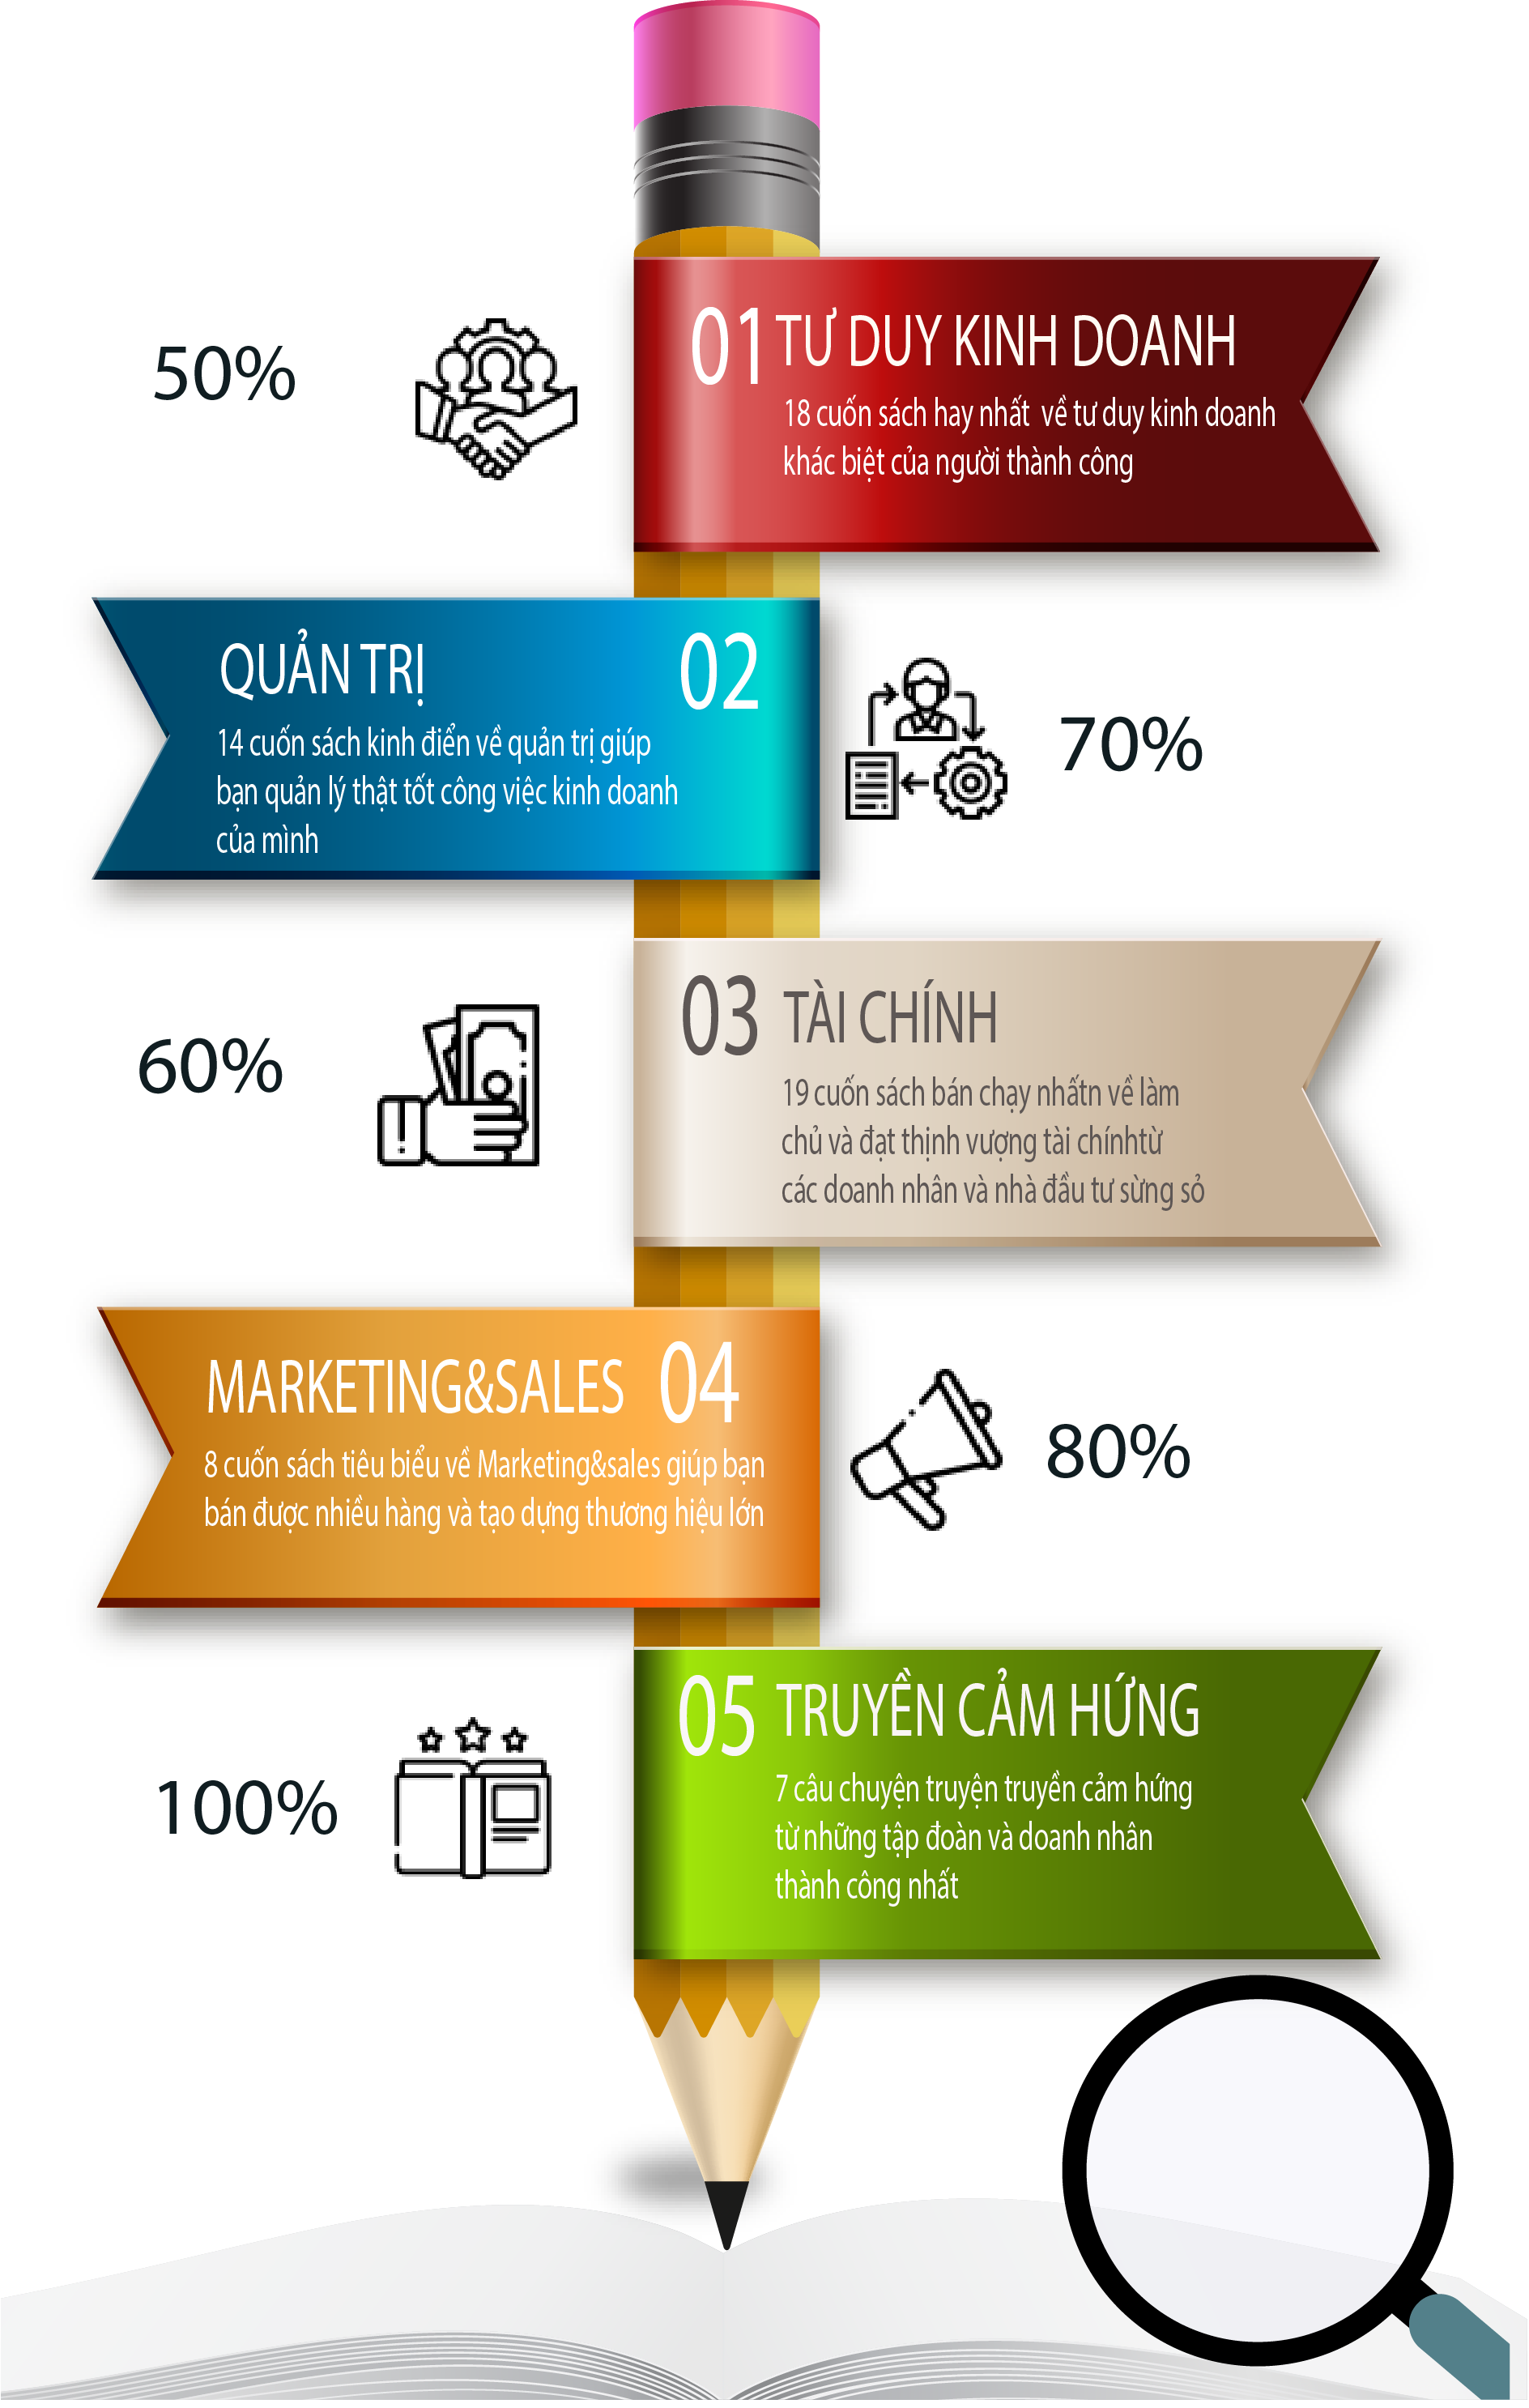 50%
01 TƯ DUY KINH DOANH
18 cuốn sách hay nhất về tư duy kinh doanh
khác biệt của người thành công
QUẢN TRỊ 02
14 cuốn sách kinh điển về quản trị giúp
bạn quản lý thật tốt công việc kinh doanh
của mình
70%
60%
03 TÀI CHÍNH
19 cuốn sách bán chạy nhấtn về làm
chủ và đạt thịnh vượng tài chínhtừ
các doanh nhân và nhà đầu tư sừng sỏ
MARKETING&SALES 04
8 cuốn sách tiêu biểu về Marketing&sales giúp bạn
bán được nhiều hàng và tạo dựng thương hiệu lớn
80%
100%
05 TRUYỀN CẢM HỨNG
7 câu chuyện truyện truyền cảm hứng
từ những tập đoàn và doanh nhân
thành công nhất